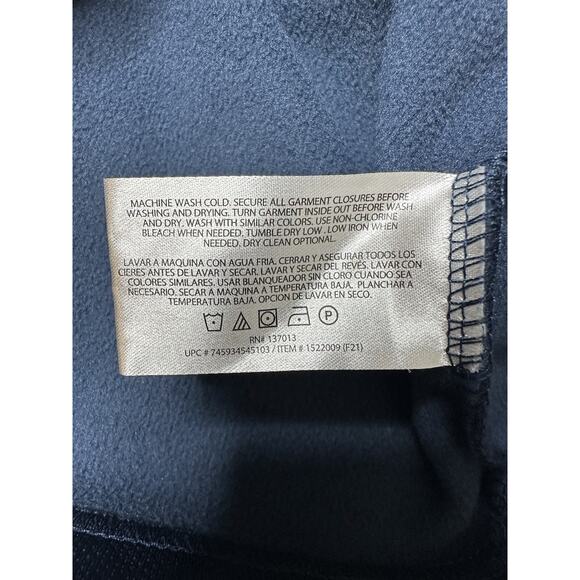 MACHINE WASH COLD. SECURE ALL GARMENT CLOSURES BEFORE
WASHING AND DRYING. TURN GARMENT INSIDE OUT BEFORE WASH
AND DRY. WASH WITH SIMILAR COLORS. USE NON-CHLORINE
BLEACH WHEN NEEDED, TUMBLE DRY LOW . LOW IRON WHEN
NEEDED, DRY CLEAN OPTIONAL.
LAVAR A MAQUINA CON AGUA FRIA. CERRAR Y ASEGURAR TODOS LOS
CIERES ANTES DE LAVAR Y SECAR. LAVAR Y SECAR DEL REVÉS. LAVAR CON
COLORES SIMILARES. USAR BLANQUEADOR SIN CLORO CUANDO SEA
NECESARIO. SECAR A MAQUINA A TEMPERATURA BAJA. PLANCHAR A
TEMPERATURA BAJA. OPCION DE LAVAR EN SECO.
RN# 137013
UPC # 745934545103 / ITEM # 1522009 (F21)